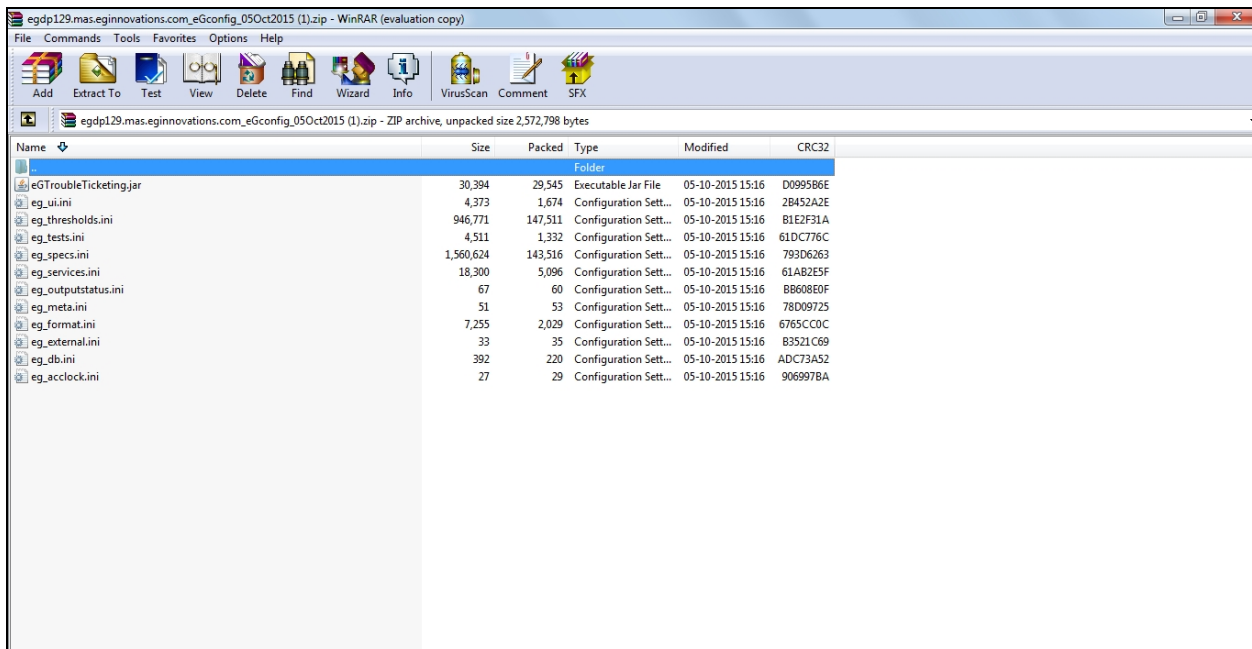 egdp129.mas.eginnovations.com_eGconfig_05Oct2015 (1).zip - WinRAR (evaluation copy)
File Commands Tools Favorites Options Help
Add Extract To Test View Delete Find Wizard Info VirusScan Comment SFX
egdp129.mas.eginnovations.com_eGconfig_05Oct2015 (1).zip - ZIP archive, unpacked size 2,572,798 bytes
Name Size Packed Type Modified CRC32
.. Folder
eGTroubleTicketing.jar 30,394 29,545 Executable Jar File 05-10-2015 15:16 D0995B6E
eg_ui.ini 4,373 1,674 Configuration Sett... 05-10-2015 15:16 2B452A2E
eg_thresholds.ini 946,771 147,511 Configuration Sett... 05-10-2015 15:16 B1E2F31A
eg_tests.ini 4,511 1,332 Configuration Sett... 05-10-2015 15:16 61DC776C
eg_specs.ini 1,560,624 143,516 Configuration Sett... 05-10-2015 15:16 793D6263
eg_services.ini 18,300 5,096 Configuration Sett... 05-10-2015 15:16 61AB2E5F
eg_outputstatus.ini 67 60 Configuration Sett... 05-10-2015 15:16 BB608E0F
eg_meta.ini 51 53 Configuration Sett... 05-10-2015 15:16 78D09725
eg_format.ini 7,255 2,029 Configuration Sett... 05-10-2015 15:16 6765CC0C
eg_external.ini 33 35 Configuration Sett... 05-10-2015 15:16 B3521C69
eg_db.ini 392 220 Configuration Sett... 05-10-2015 15:16 ADC73A52
eg_acclock.ini 27 29 Configuration Sett... 05-10-2015 15:16 906997BA